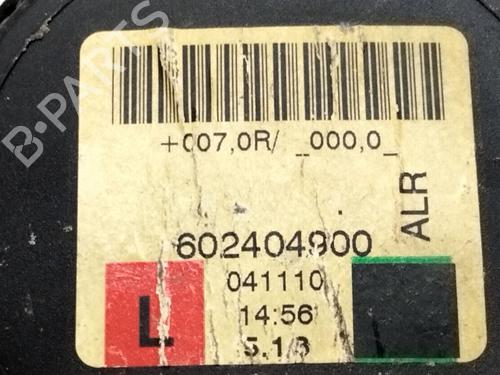 +007,0R/ _000,0_
ALR
602404900
041110
L
14:56
B-PARTS